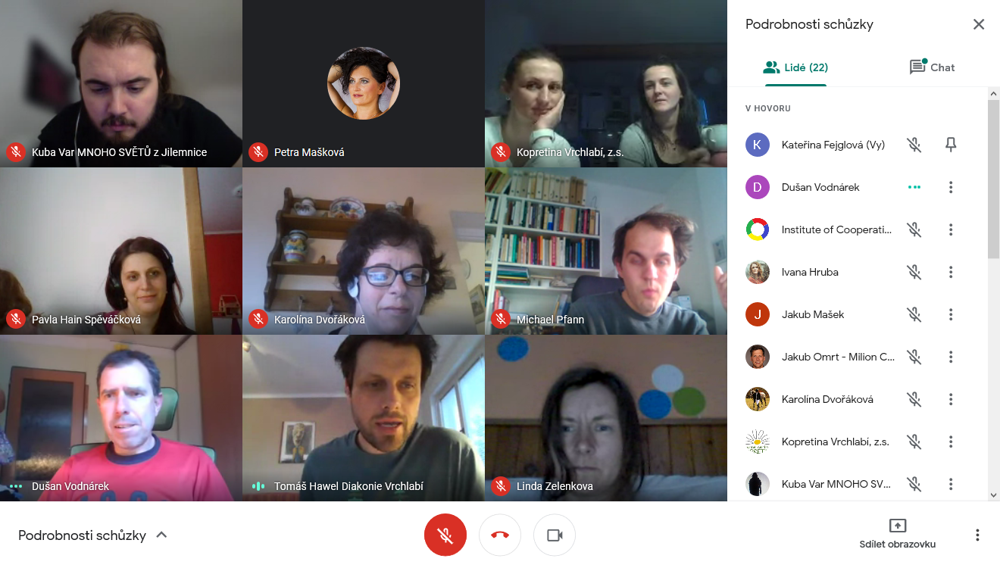 Kuba Var MNOHO SVĚTŮ z Jilemnice
Petra Mašková
Kopretina Vrchlabí, z.s.
Pavla Hain Spěváčková
Karolína Dvořáková
Michael Pfann
Dušan Vodnárek
Tomáš Hawel Diakonie Vrchlabí
Linda Zelenkova
Podrobnosti schůzky
Lidé (22)
Chat
V HOVORU
K
Kateřina Fejglová (Vy)
D
Dušan Vodnárek
Institute of Cooperati...
Ivana Hruba
J
Jakub Mašek
Jakub Omrt - Milion C...
Karolína Dvořáková
Kopretina Vrchlabí, z.s.
Kuba Var MNOHO SV...
Podrobnosti schůzky
Sdílet obrazovku